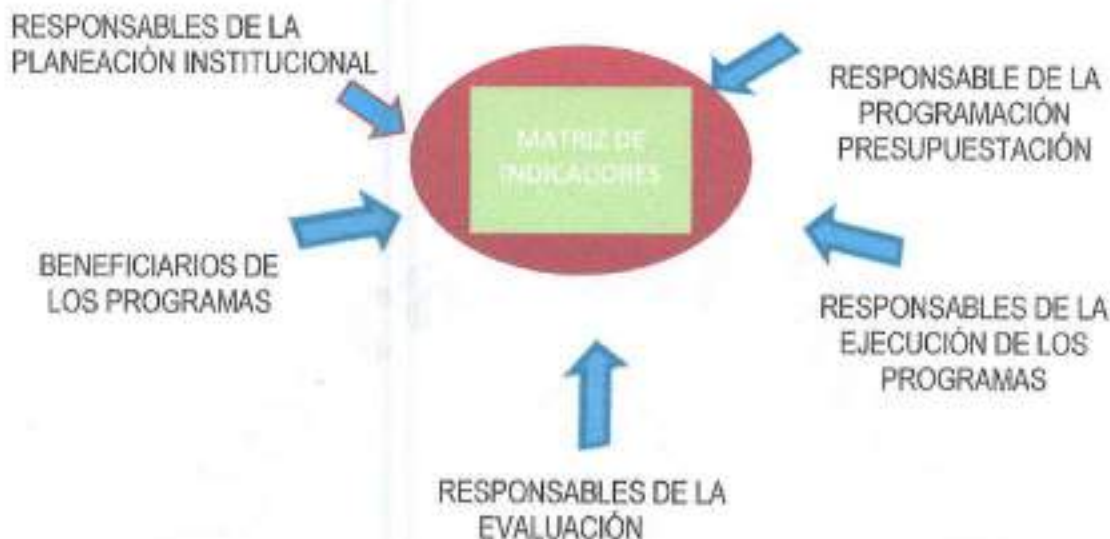 RESPONSABLES DE LA
PLANEACIÓN INSTITUCIONAL
MATRIZ DE
INDICADORES
RESPONSABLE DE LA
PROGRAMACIÓN
PRESUPUESTACIÓN
BENEFICIARIOS DE
LOS PROGRAMAS
RESPONSABLES DE LA
EJECUCIÓN DE LOS
PROGRAMAS
RESPONSABLES DE LA
EVALUACIÓN